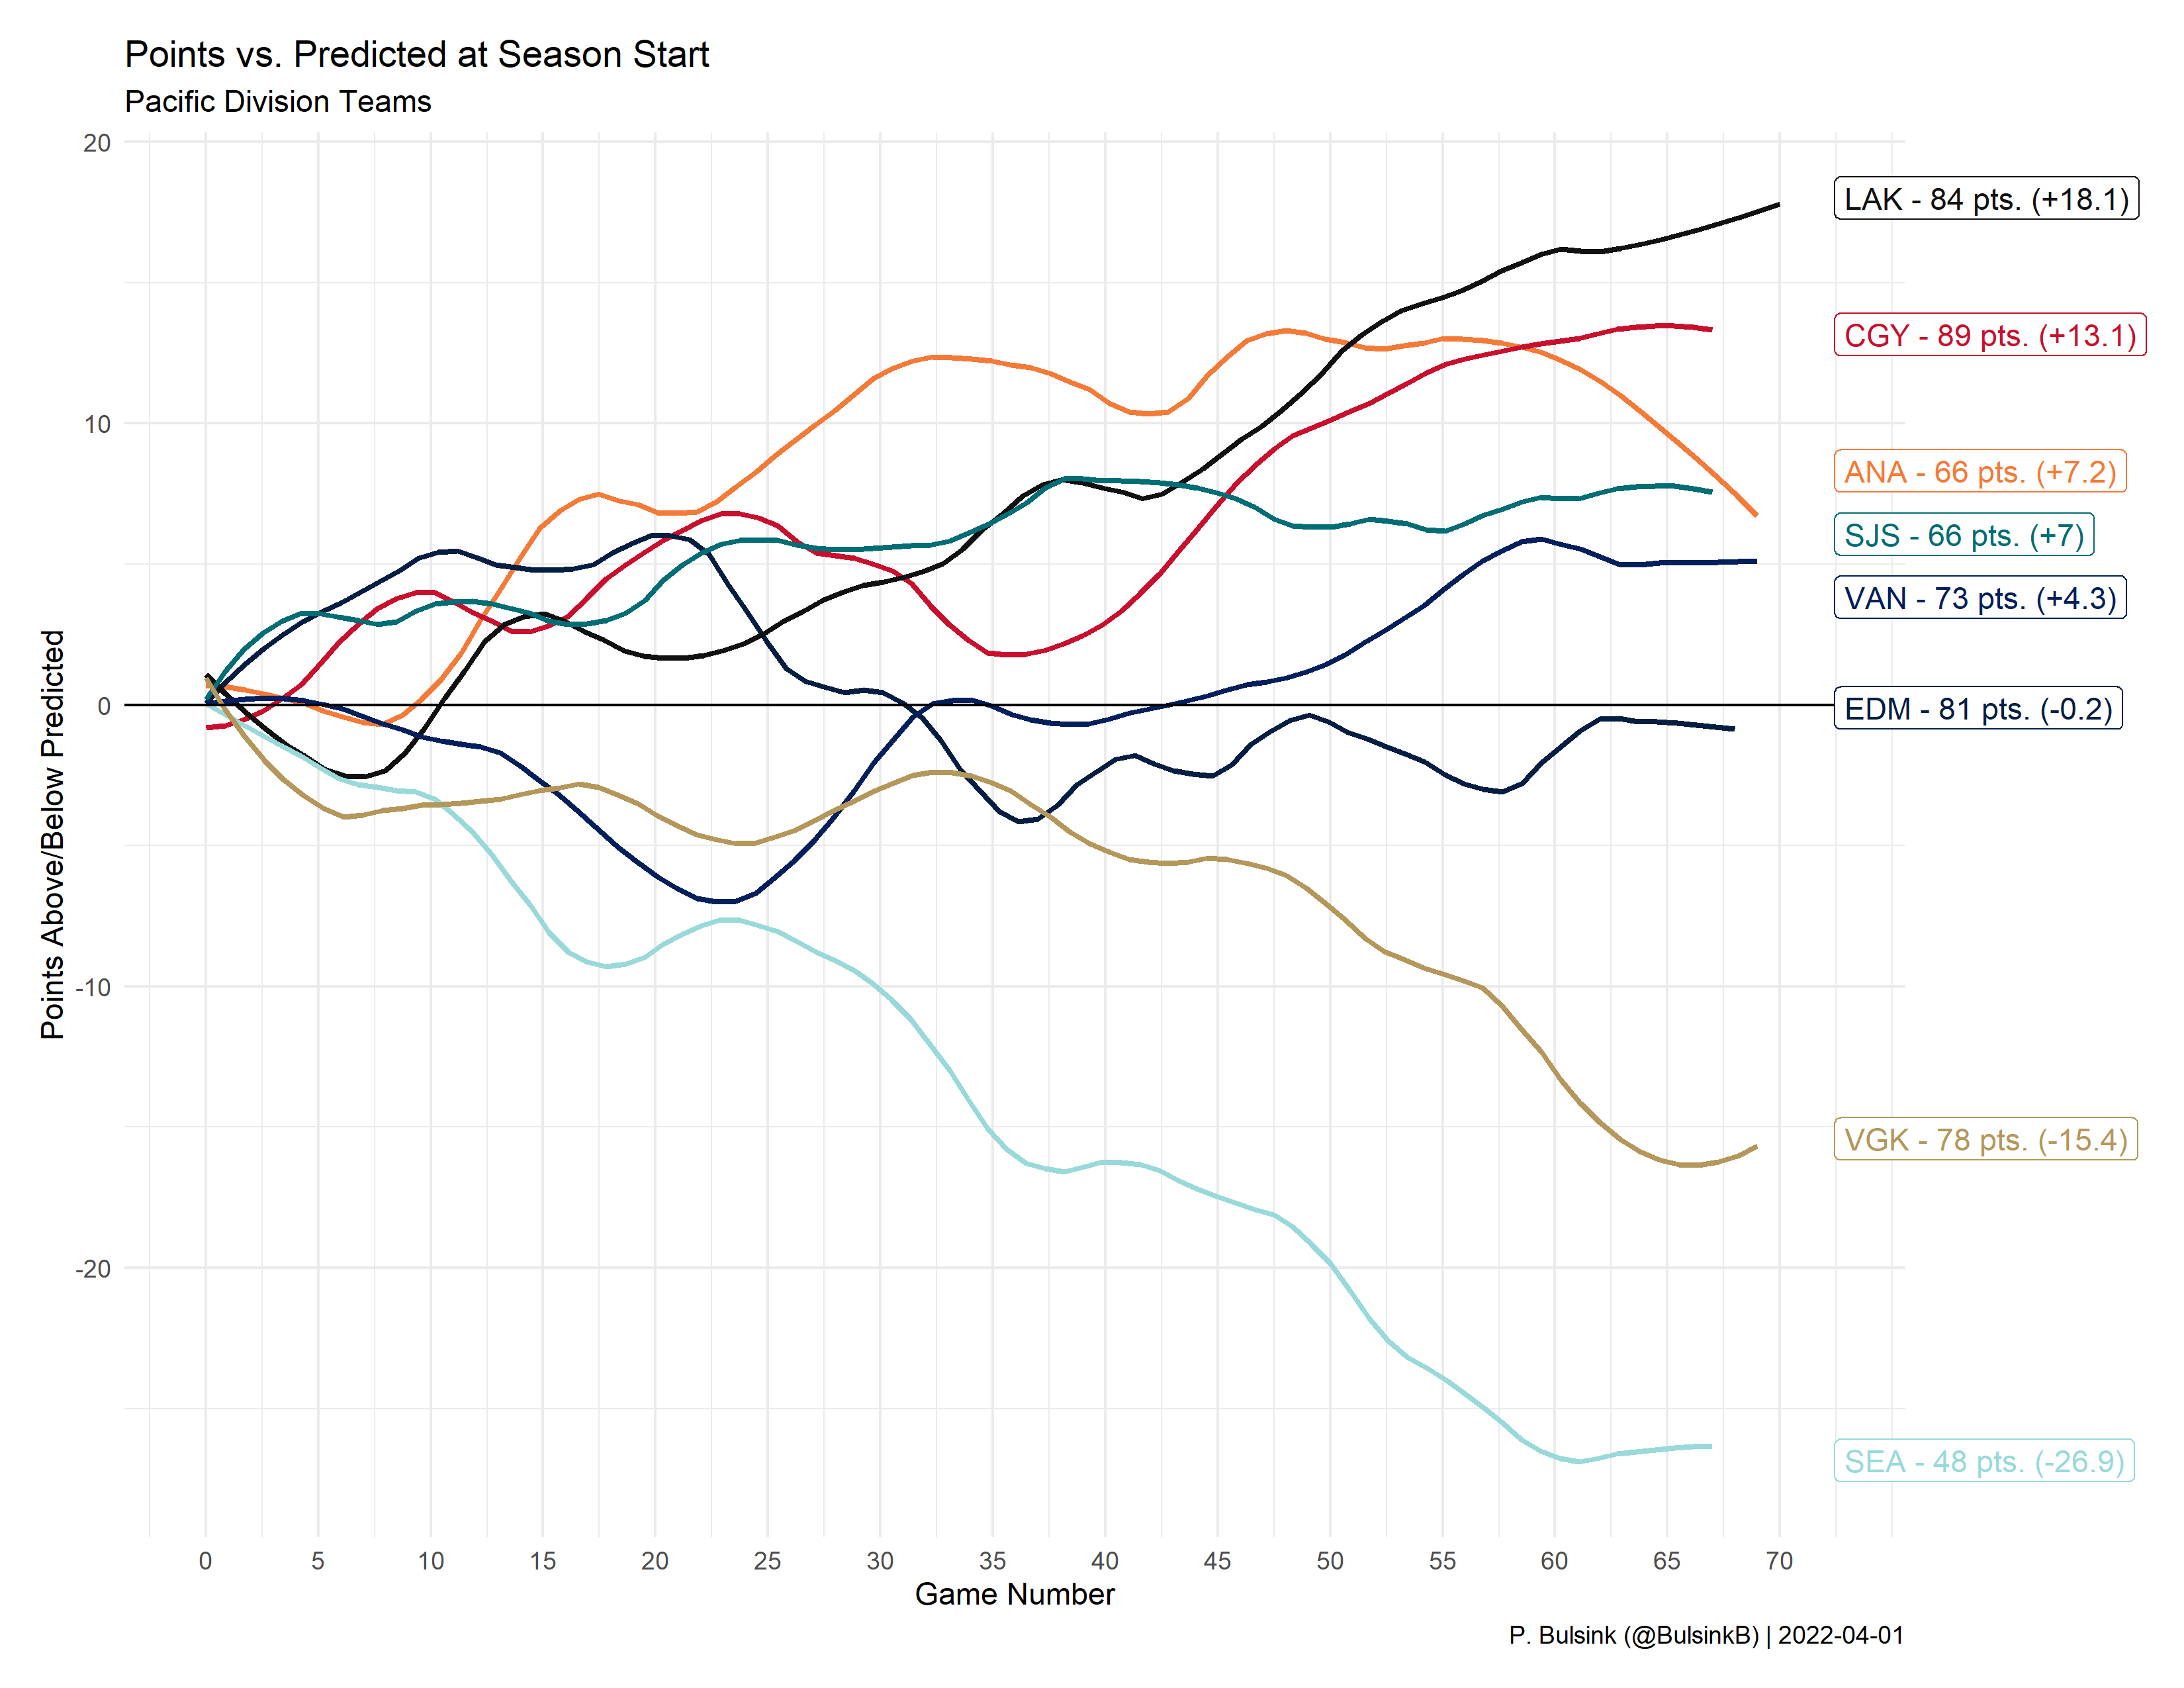 Points vs. Predicted at Season Start
Pacific Division Teams
Points Above/Below Predicted
20
10
0
-10
-20
LAK - 84 pts. (+18.1)
CGY - 89 pts. (+13.1)
ANA - 66 pts. (+7.2)
SJS - 66 pts. (+7)
VAN - 73 pts. (+4.3)
EDM - 81 pts. (-0.2)
VGK - 78 pts. (-15.4)
SEA - 48 pts. (-26.9)
0 5 10 15 20 25 30 35 40 45 50 55 60 65 70
Game Number
P. Bulsink (@BulsinkB) | 2022-04-01